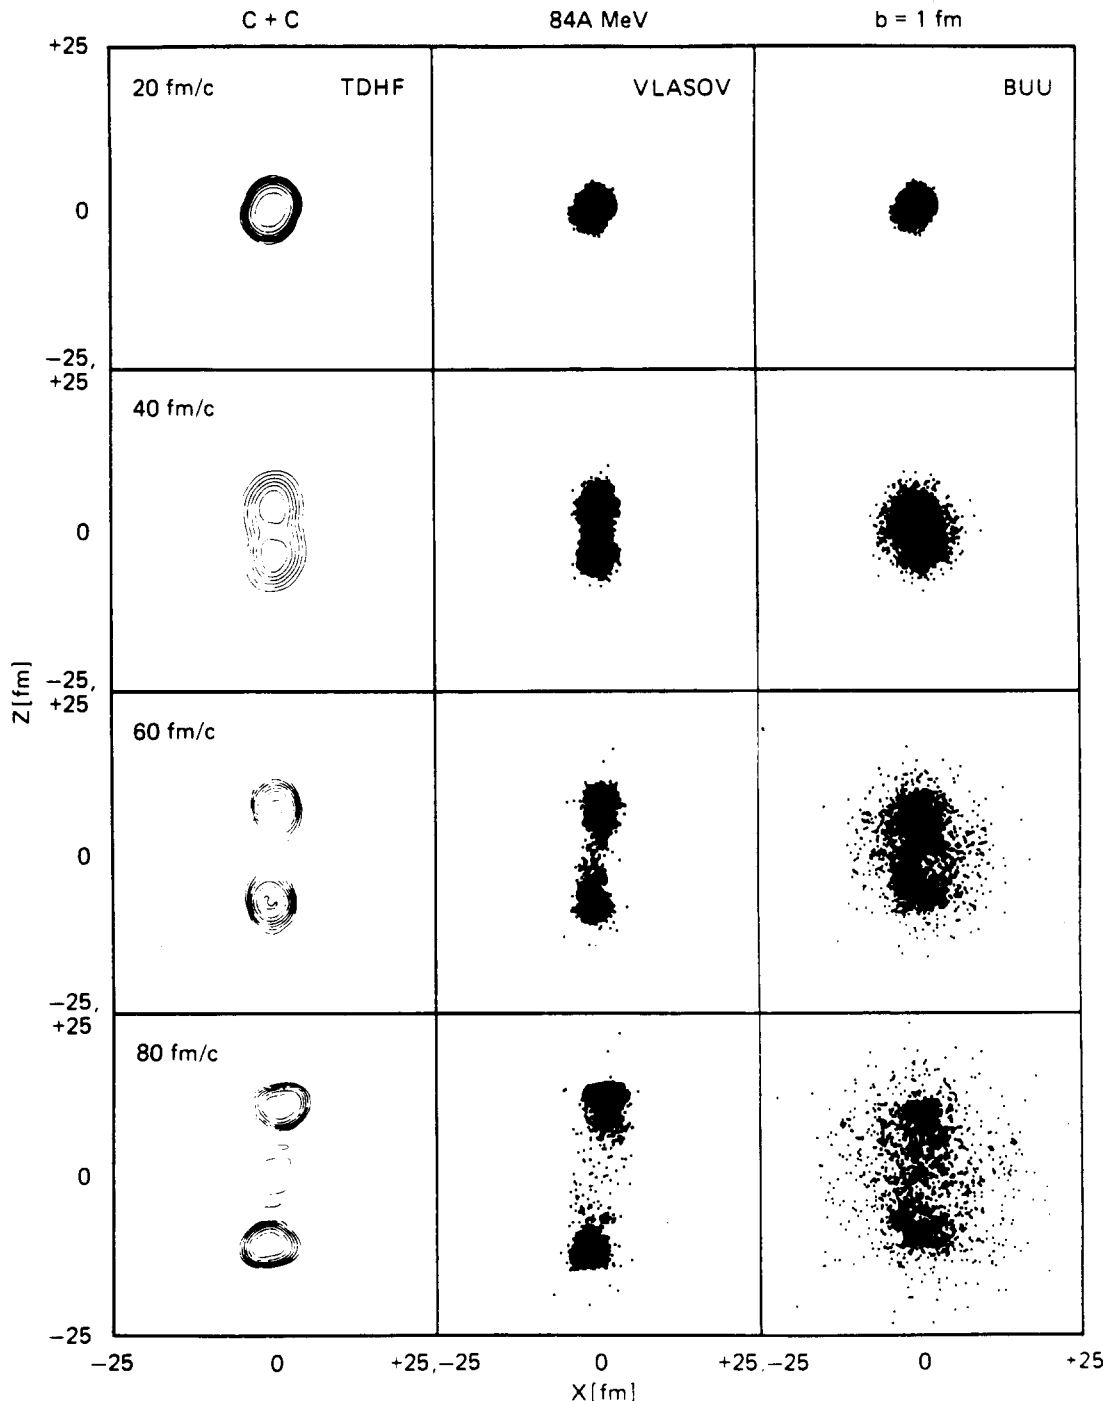 C + C 84A MeV b = 1 fm
+25
20 fm/c TDHF VLASOV BUU
0
−25,
+25
40 fm/c
0
−25,
+25
60 fm/c
0
−25,
+25
80 fm/c
0
−25
Z[fm]
−25 0 +25,−25 0 +25,−25 0 +25
X[fm]